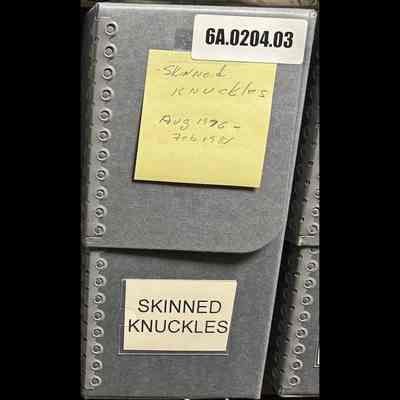 6A.0204.03
-Skinned
Knuckles
Aug 1976 -
Feb 1981
SKINNED
KNUCKLES